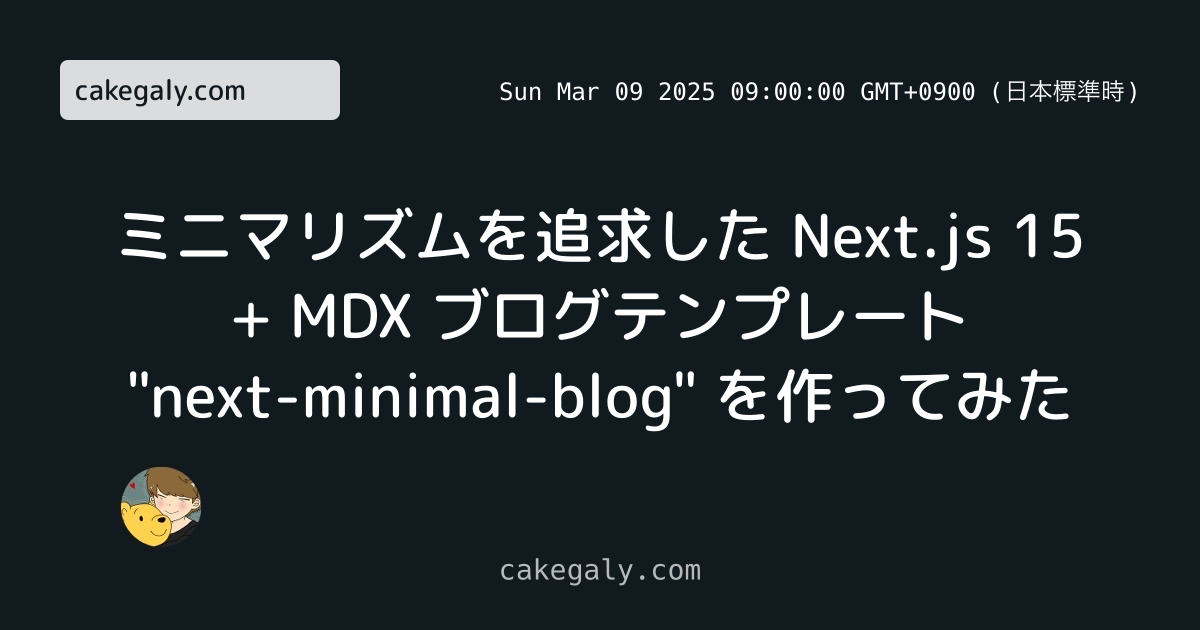 cakegaly.com
Sun Mar 09 2025 09:00:00 GMT+0900 (日本標準時)
ミニマリズムを追求した Next.js 15
+ MDX ブログテンプレート
"next-minimal-blog" を作ってみた
cakegaly.com